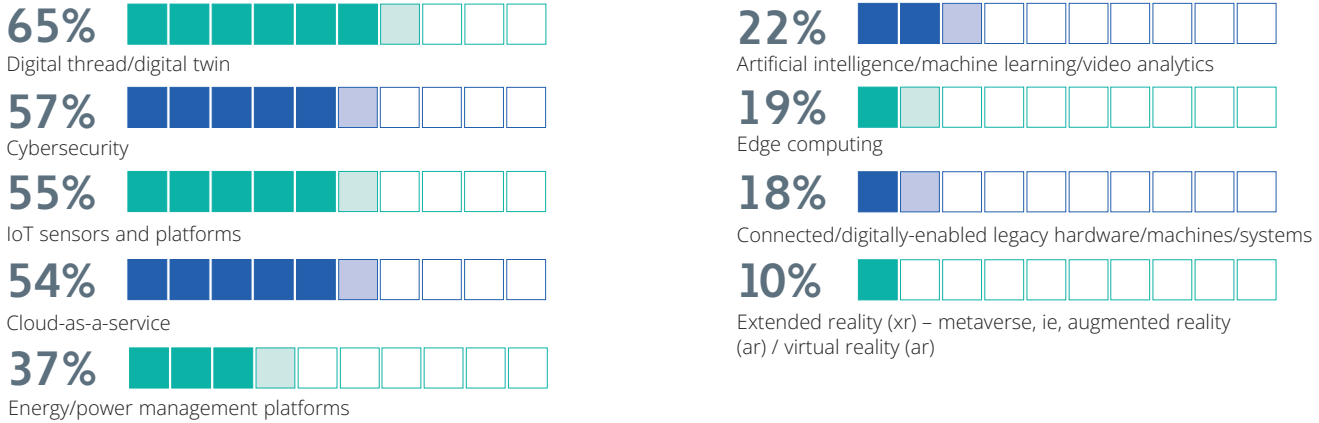 65%
Digital thread/digital twin
57%
Cybersecurity
55%
IoT sensors and platforms
54%
Cloud-as-a-service
37%
Energy/power management platforms
22%
Artificial intelligence/machine learning/video analytics
19%
Edge computing
18%
Connected/digitally-enabled legacy hardware/machines/systems
10%
Extended reality (xr) – metaverse, ie, augmented reality
(ar) / virtual reality (ar)